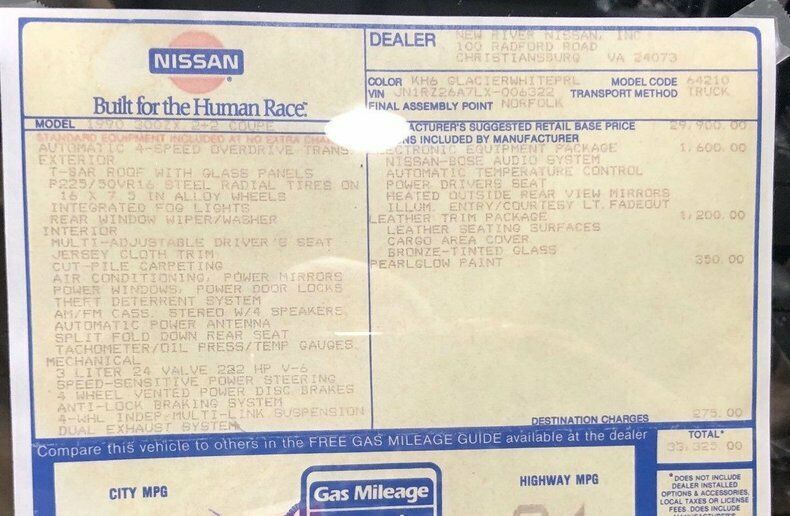 NISSAN
Built for the Human Race.
DEALER NEW RIVER NISSAN, INC
100 RADFORD ROAD
CHRISTIANSBURG VA 24073
COLOR KH6 GLACIERWHITEPRL MODEL CODE 64210
VIN JN1RZ26A7LX-006322 TRANSPORT METHOD TRUCK
FINAL ASSEMBLY POINT NORFOLK
MODEL 1990 300ZX 2+2 COUPE
STANDARD EQUIPMENT INCLUDED AT NO EXTRA CHA
AUTOMATIC 4-SPEED OVERDRIVE TRANS
EXTERIOR
T-BAR ROOF WITH GLASS PANELS
P225/50VR16 STEEL RADIAL TIRES ON
16 X 7.5 IN ALLOY WHEELS
INTEGRATED FOG LIGHTS
REAR WINDOW WIPER/WASHER
INTERIOR
MULTI-ADJUSTABLE DRIVER'S SEAT
JERSEY CLOTH TRIM
CUT-PILE CARPETING
AIR CONDITIONING, POWER MIRRORS
POWER WINDOWS, POWER DOOR LOCKS
THEFT DETERRENT SYSTEM
AM/FM CASS. STEREO W/4 SPEAKERS,
AUTOMATIC POWER ANTENNA
SPLIT FOLD DOWN REAR SEAT
TACHOMETER/OIL PRESS/TEMP GAUGES
MECHANICAL
3 LITER 24 VALVE 222 HP V-6
SPEED-SENSITIVE POWER STEERING
4 WHEEL VENTED POWER DISC BRAKES
ANTI-LOCK BRAKING SYSTEM
4-WHL INDEP MULTI-LINK SUSPENSION
DUAL EXHAUST SYSTEM
ACTURER'S SUGGESTED RETAIL BASE PRICE 29,900.00
NS INCLUDED BY MANUFACTURER
ECTRONIC EQUIPMENT PACKAGE 1,600.00
NISSAN-BOSE AUDIO SYSTEM
AUTOMATIC TEMPERATURE CONTROL
POWER DRIVERS SEAT
HEATED OUTSIDE REAR VIEW MIRRORS
ILLUM. ENTRY/COURTESY LT.FADEOUT
LEATHER TRIM PACKAGE 1,200.00
LEATHER SEATING SURFACES
CARGO AREA COVER
BRONZE-TINTED GLASS
PEARLGLOW PAINT 350.00
DESTINATION CHARGES 275.00
TOTAL*
33,325.00
Compare this vehicle to others in the FREE GAS MILEAGE GUIDE available at the dealer
CITY MPG
Gas Mileage
HIGHWAY MPG
*DOES NOT INCLUDE
DEALER INSTALLED
OPTIONS & ACCESSORIES,
LOCAL TAXES OR LICENSE
FEES. DOES INCLUDE